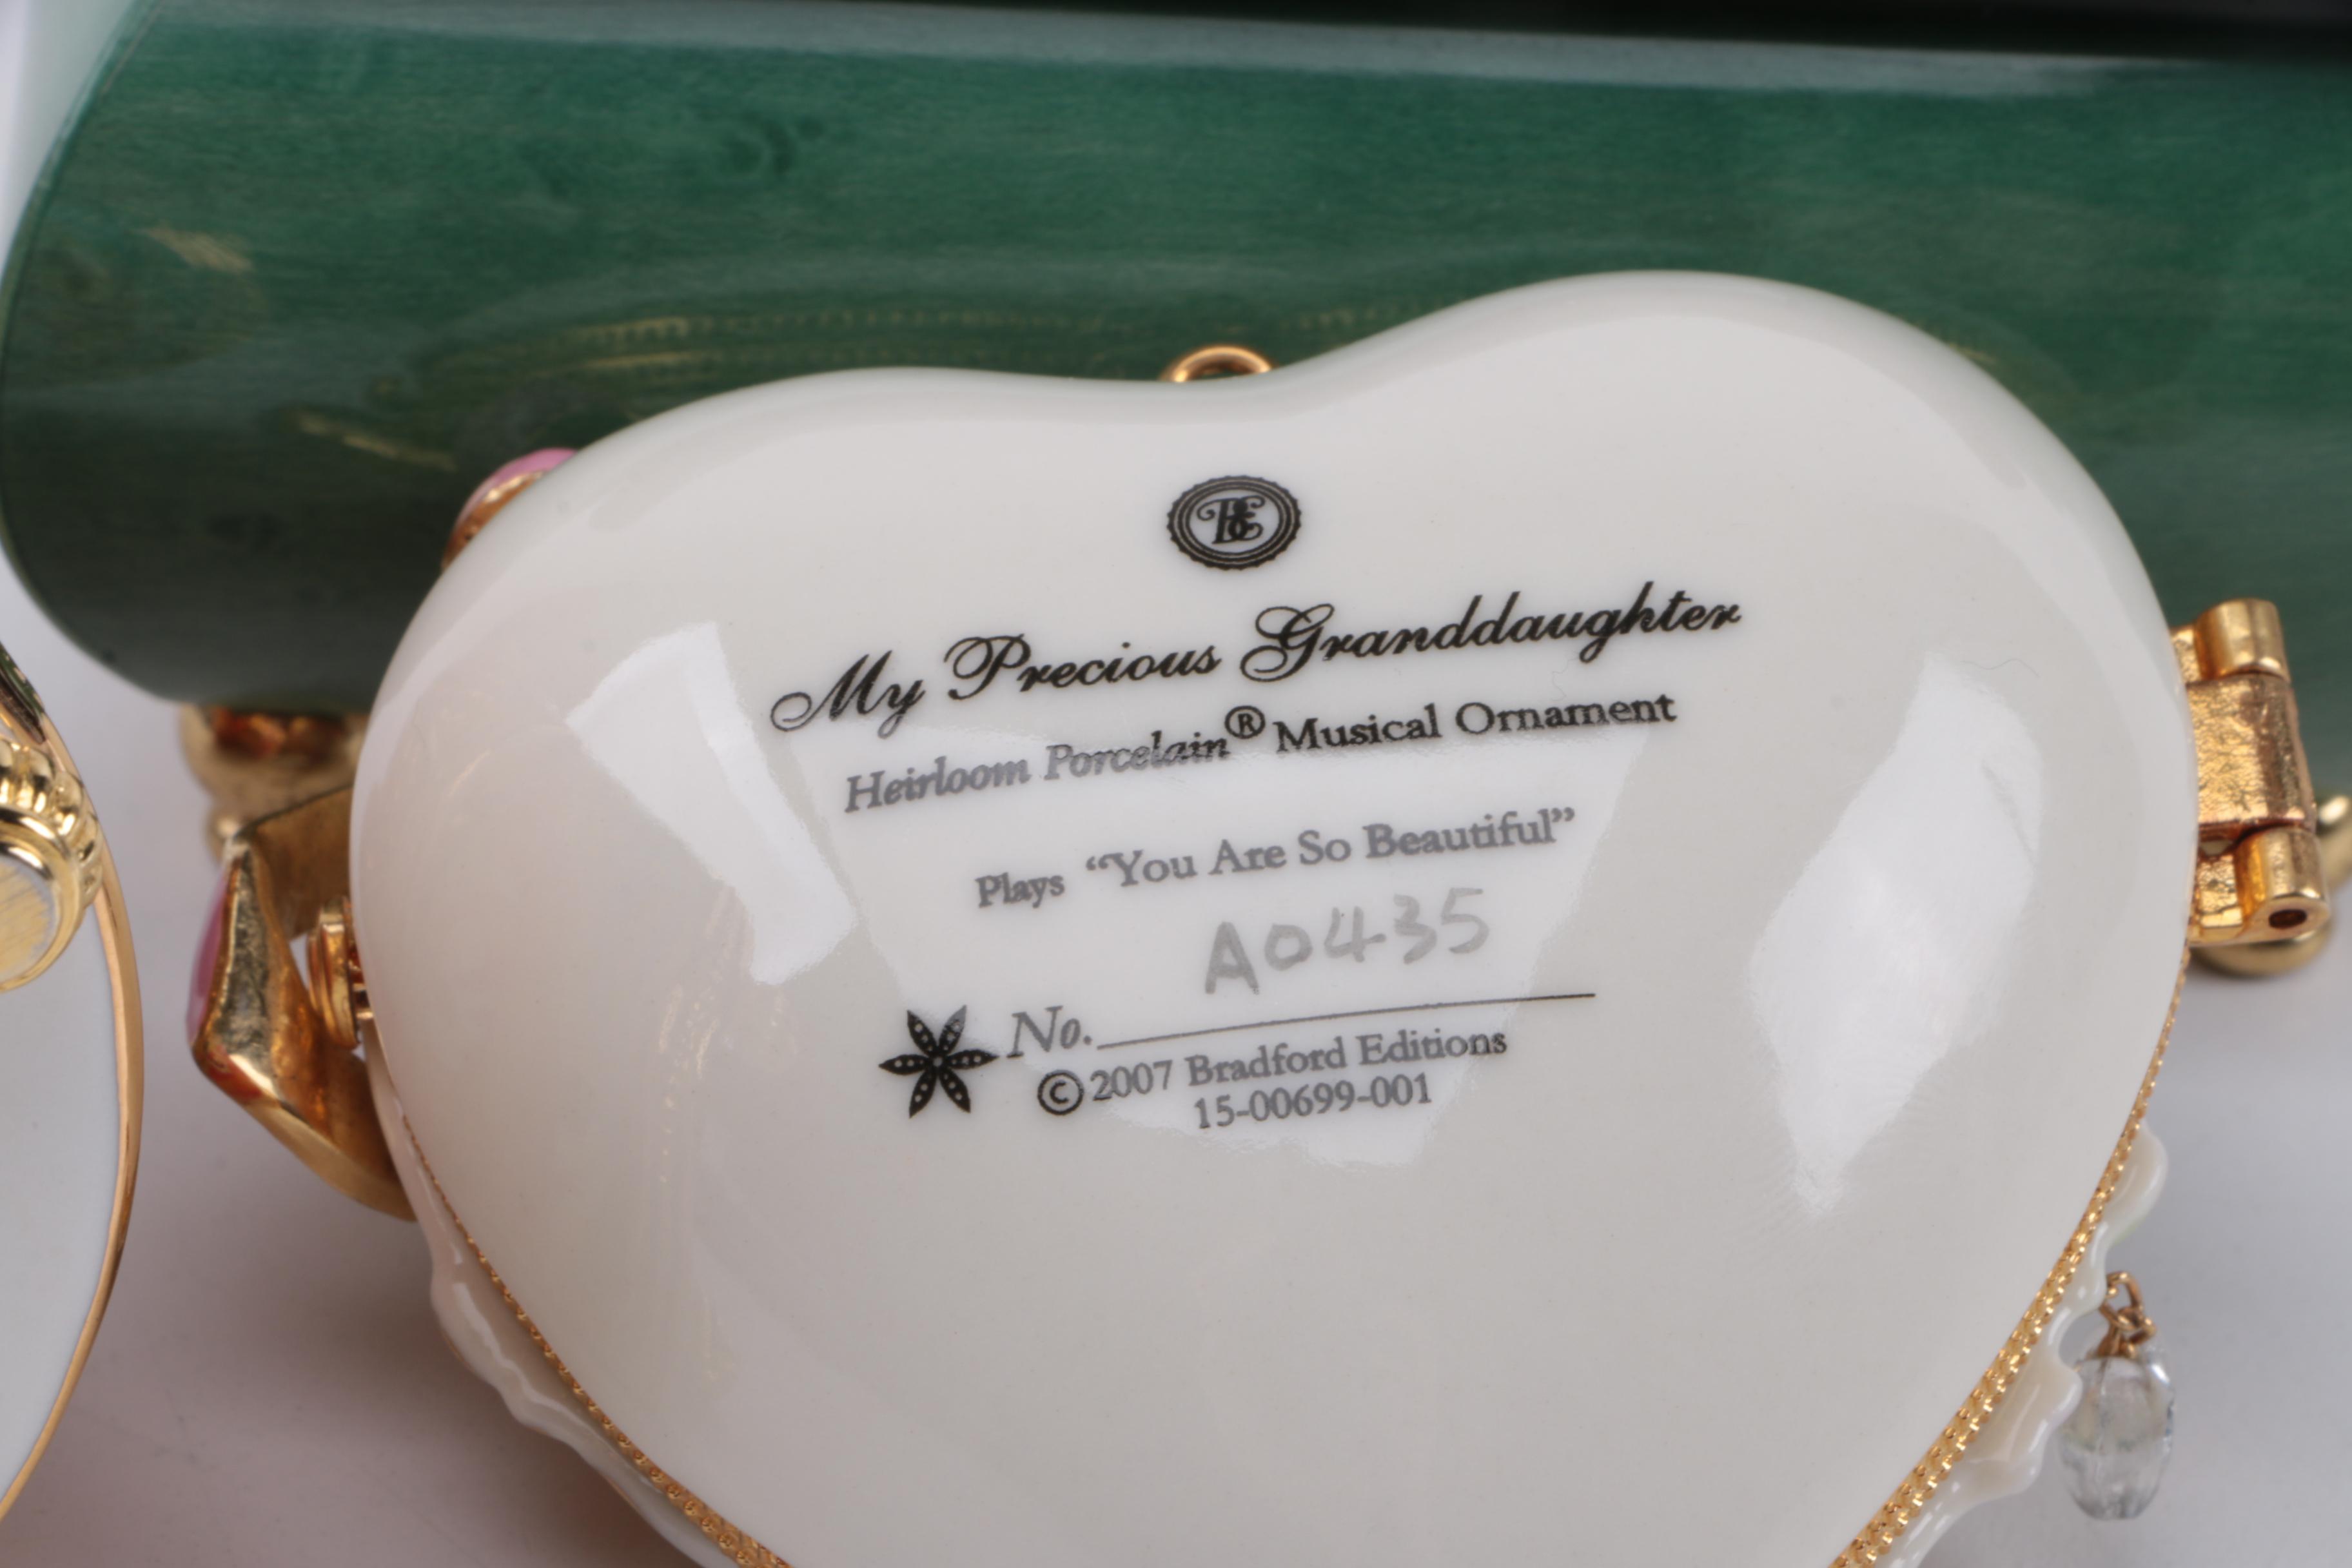 BE
My Precious Granddaughter
Heirloom Porcelain® Musical Ornament
Plays “You Are So Beautiful”
A0435
No.
©2007 Bradford Editions
15-00699-001